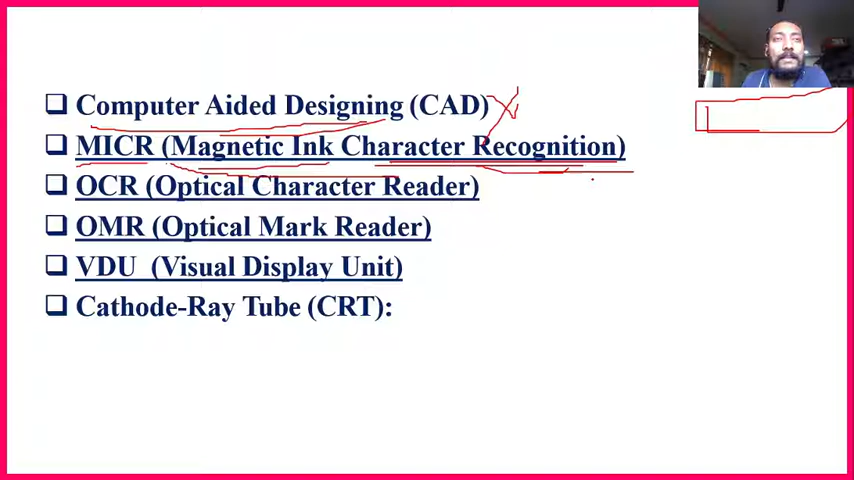 Computer Aided Designing (CAD)
MICR (Magnetic Ink Character Recognition)
OCR (Optical Character Reader)
OMR (Optical Mark Reader)
VDU (Visual Display Unit)
Cathode-Ray Tube (CRT):